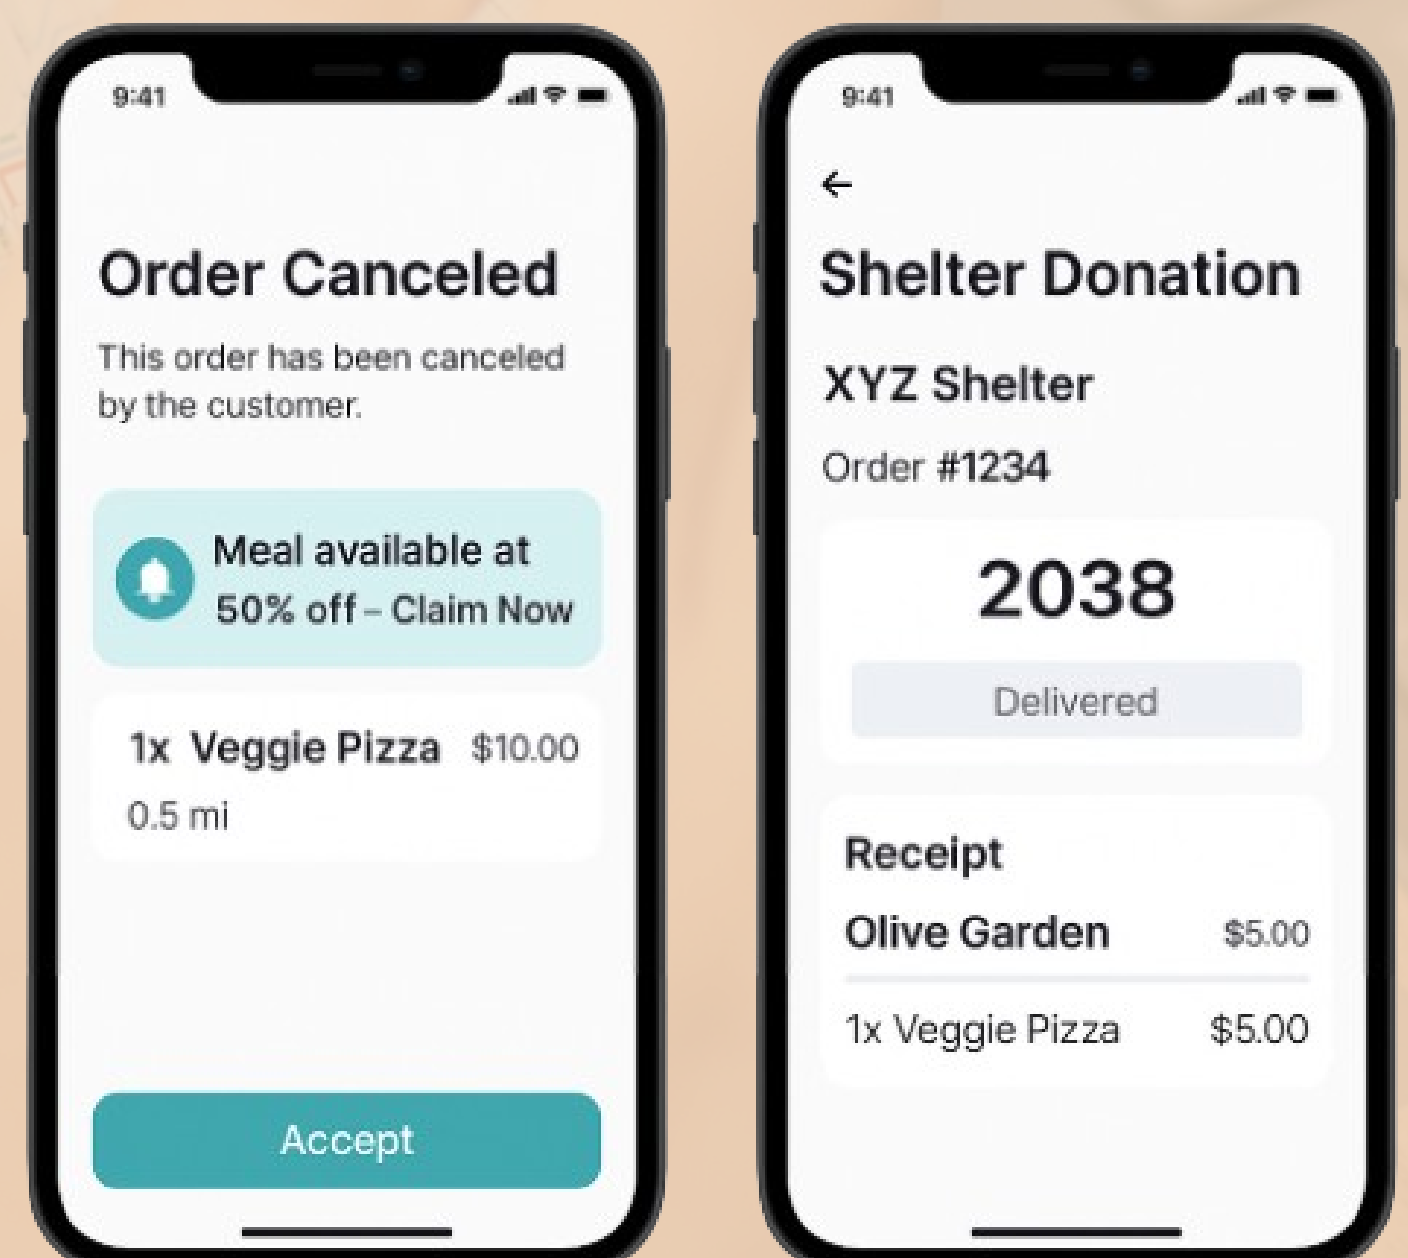 9:41
Order Canceled
This order has been canceled
by the customer.
Meal available at
50% off – Claim Now
1x Veggie Pizza $10.00
0.5 mi
Accept
9:41
Shelter Donation
XYZ Shelter
Order #1234
2038
Delivered
Receipt
Olive Garden $5.00
1x Veggie Pizza $5.00